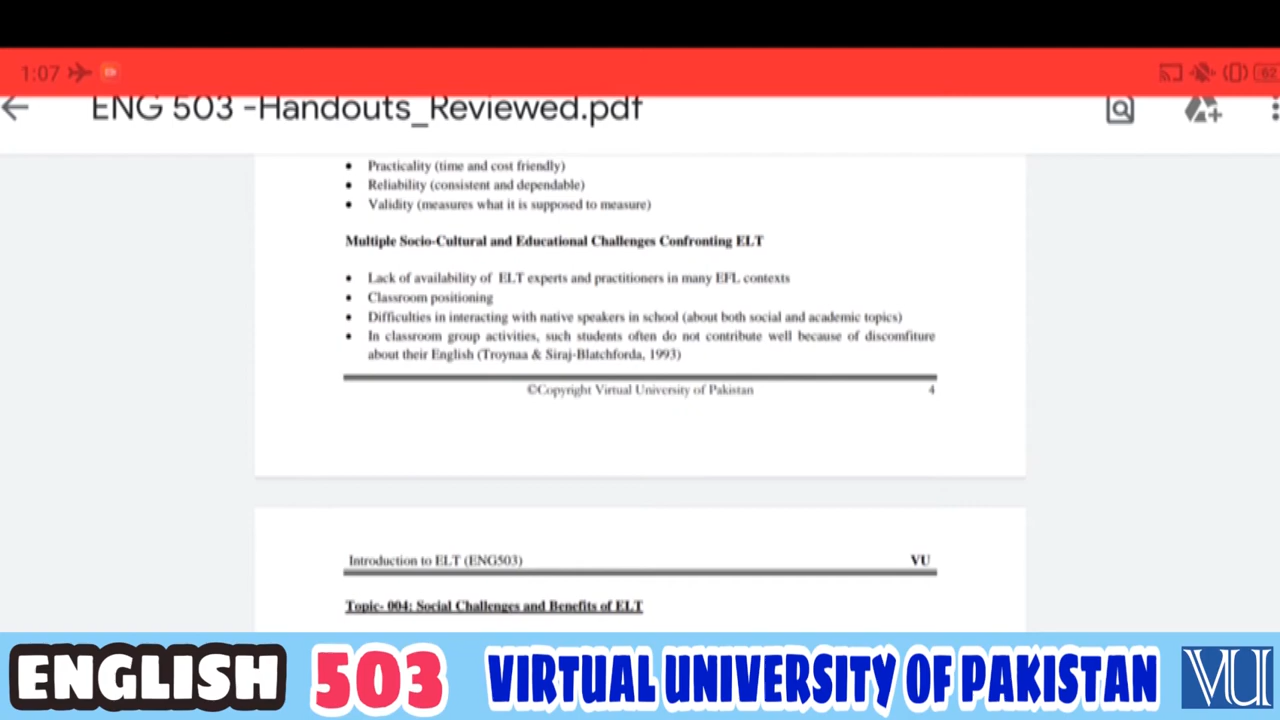 1:07
62
ENG 503 -Handouts_Reviewed.pdf
• Practicality (time and cost friendly)
• Reliability (consistent and dependable)
• Validity (measures what it is supposed to measure)
Multiple Socio-Cultural and Educational Challenges Confronting ELT
• Lack of availability of ELT experts and practitioners in many EFL contexts
• Classroom positioning
• Difficulties in interacting with native speakers in school (about both social and academic topics)
• In classroom group activities, such students often do not contribute well because of discomfiture
about their English (Troynaa & Siraj-Blatchforda, 1993)
©Copyright Virtual University of Pakistan 4
Introduction to ELT (ENG503) VU
Topic- 004: Social Challenges and Benefits of ELT
ENGLISH 503 VIRTUAL UNIVERSITY OF PAKISTAN VU